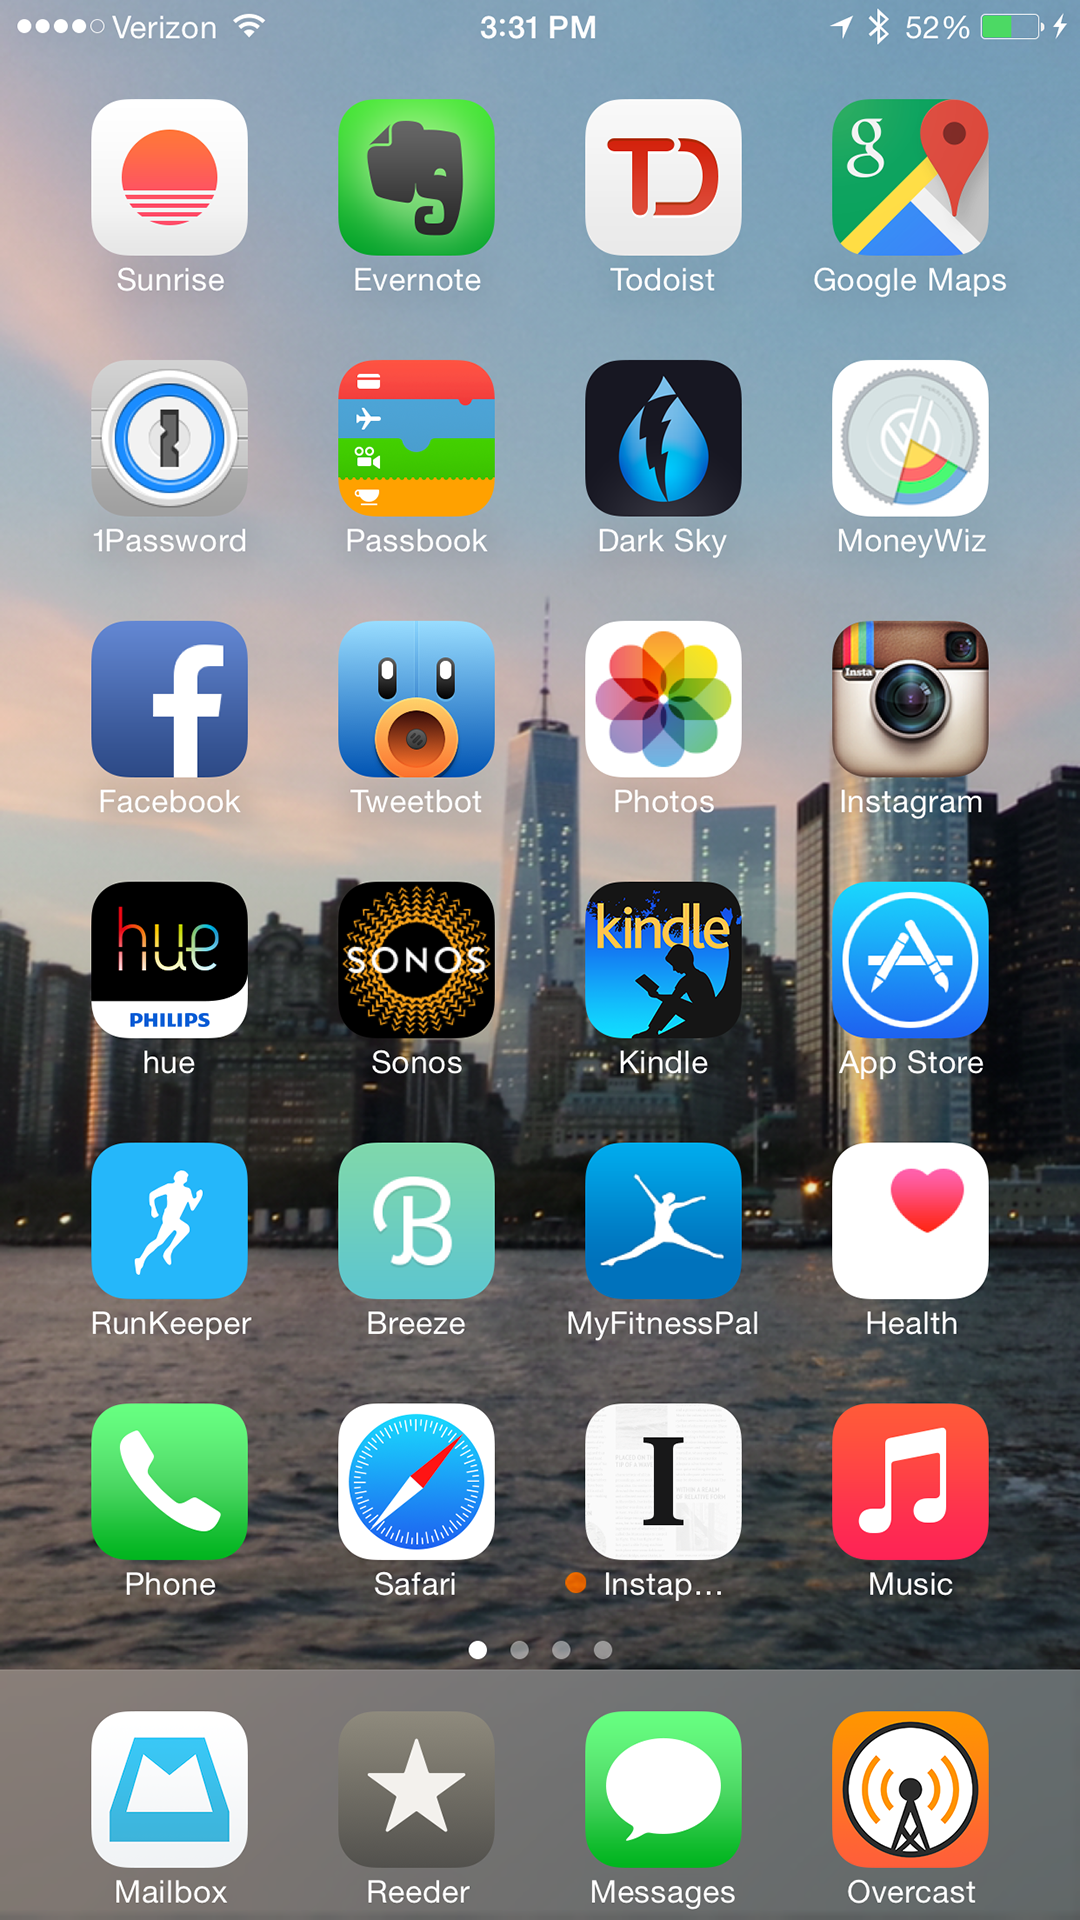 Verizon 3:31 PM 52%
g
Sunrise Evernote Todoist Google Maps
1Password Passbook Dark Sky MoneyWiz
Insta
Facebook Tweetbot Photos Instagram
hue SONOS kindle
PHILIPS
hue Sonos Kindle App Store
B
RunKeeper Breeze MyFitnessPal Health
I
Phone Safari Instap... Music
Mailbox Reeder Messages Overcast